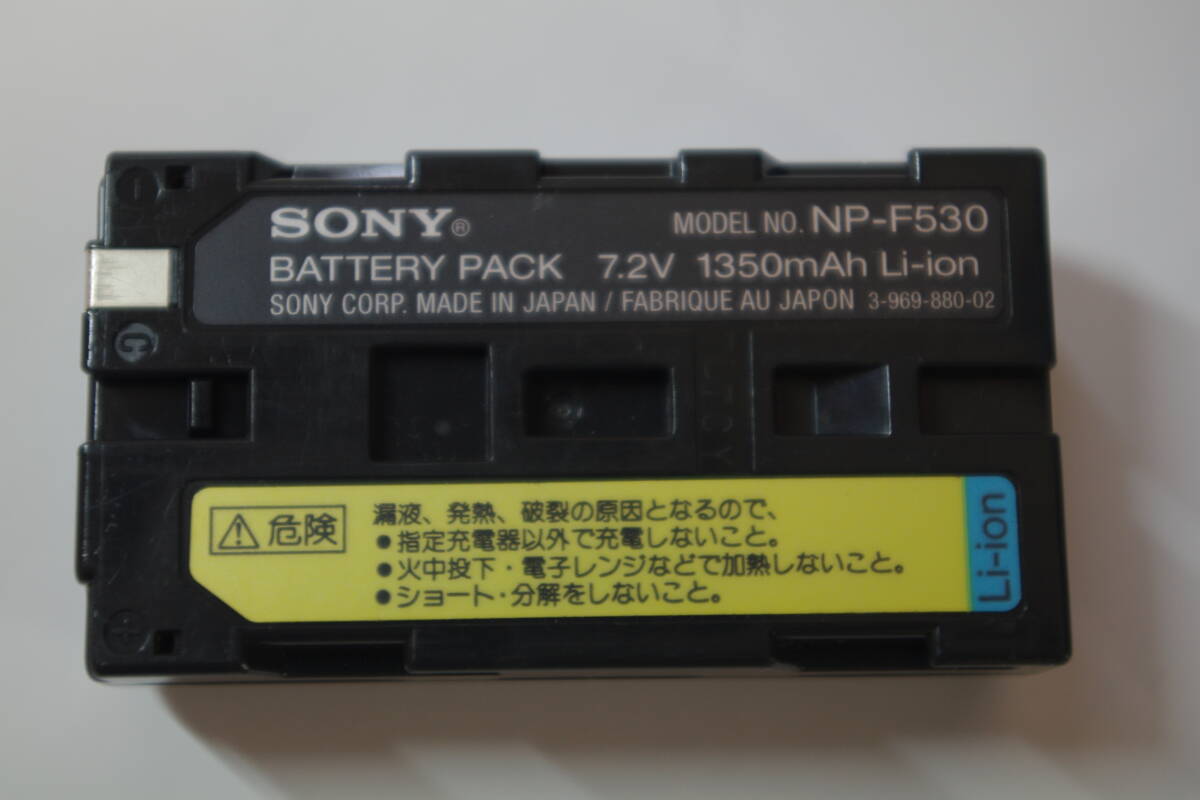 SONY®
MODEL NO. NP-F530
BATTERY PACK 7.2V 1350mAh Li-ion
SONY CORP. MADE IN JAPAN / FABRIQUE AU JAPON 3-969-880-02
危険
漏液、発熱、破裂の原因となるので、
●指定充電器以外で充電しないこと。
●火中投下・電子レンジなどで加熱しないこと。
●ショート・分解をしないこと。
Li-ion